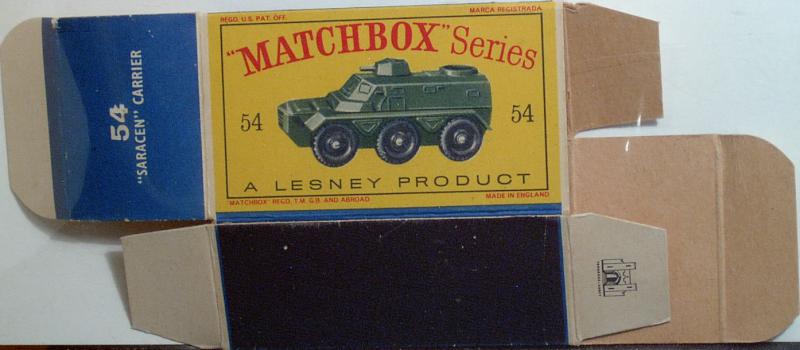 REGD. U.S. PAT. OFF.
MARCA REGISTRADA
"MATCHBOX" Series
54
54
A LESNEY PRODUCT
"MATCHBOX" REGD. T.M. G.B. AND ABROAD
MADE IN ENGLAND
54
"SARACEN" CARRIER